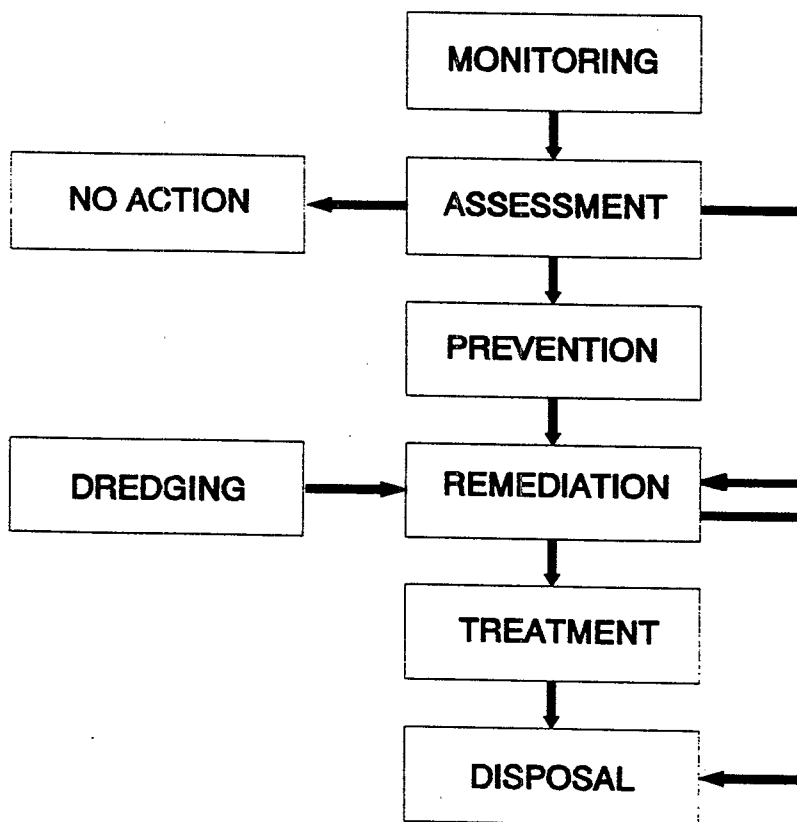 MONITORING
NO ACTION
ASSESSMENT
PREVENTION
DREDGING
REMEDIATION
TREATMENT
DISPOSAL